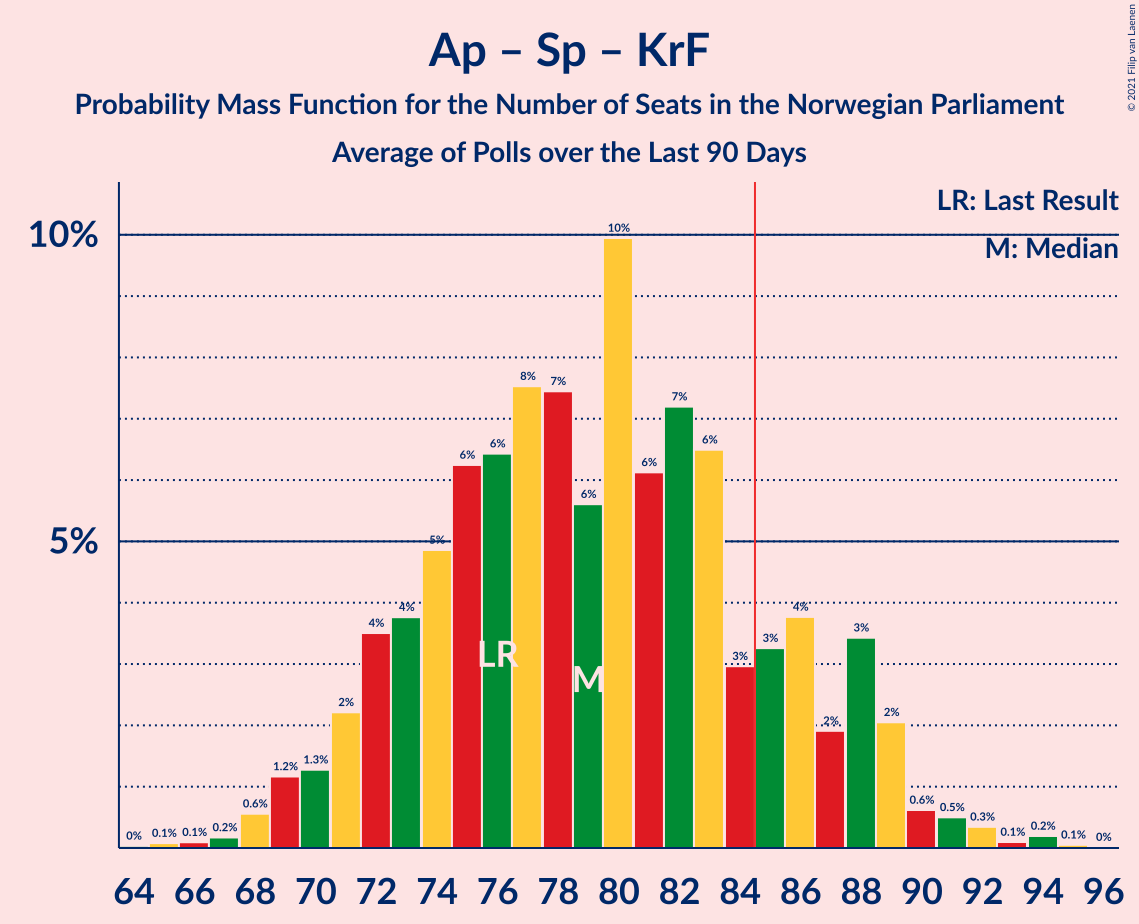 Ap – Sp – KrF
Probability Mass Function for the Number of Seats in the Norwegian Parliament
Average of Polls over the Last 90 Days
© 2021 Filip van Laenen
LR: Last Result
M: Median
10%
5%
0% 0.1% 0.1% 0.2% 0.6% 1.2% 1.3% 2% 4% 4% 5% 6% 6% 8% 7% 6% 10% 6% 7% 6% 3% 3% 4% 2% 3% 2% 0.6% 0.5% 0.3% 0.1% 0.2% 0.1% 0%
LR
M
64 66 68 70 72 74 76 78 80 82 84 86 88 90 92 94 96